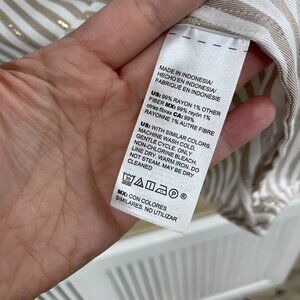 MADE IN INDONESIA/
HECHO EN INDONESIA/
FABRIQUE EN INDONÉSIE
US: 99% RAYON 1% OTHER
FIBER MX: 99% rayón 1%
otras fibras CA: 99%
RAYONNE 1% AUTRE FIBRE
US: WITH SIMILAR COLORS.
MACHINE WASH COLD,
GENTLE CYCLE. ONLY
NON-CHLORINE BLEACH.
LINE DRY. WARM IRON. DO
NOT STEAM. MAY BE DRY
CLEANED
P
MX: CON COLORES
SIMILARES. NO UTILIZAR